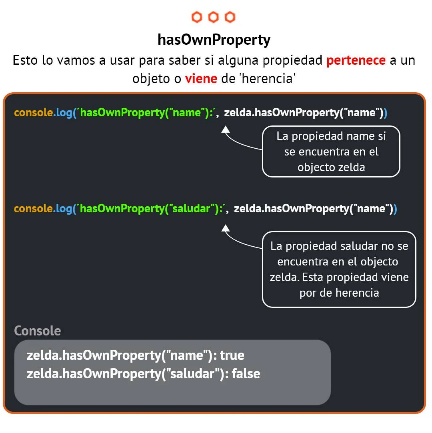 hasOwnProperty
Esto lo vamos a usar para saber si alguna propiedad pertenece a un
objeto o viene de 'herencia'
console.log(`hasOwnProperty("name"):`, zelda.hasOwnProperty("name"))
La propiedad name si
se encuentra en el
objecto zelda
console.log(`hasOwnProperty("saludar"):`, zelda.hasOwnProperty("name"))
La propiedad saludar no se
encuentra en el objecto
zelda. Esta propiedad viene
por de herencia
Console
zelda.hasOwnProperty("name"): true
zelda.hasOwnProperty("saludar"): false